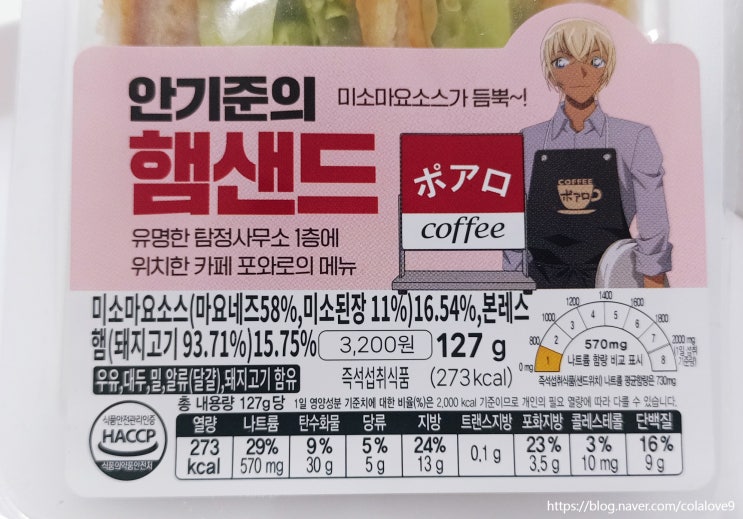 안기준의
미소마요소스가 듬뿍~!
햄샌드
유명한 탐정사무소 1층에
위치한 카페 포와로의 메뉴
ポアロ
coffee
COFFEE
ポアロ
미소마요소스(마요네즈58%,미소된장 11%)16.54%,본레스
햄(돼지고기 93.71%)15.75% 3,200원 127 g
우유,대두,밀,알류(달걀),돼지고기 함유 즉석섭취식품 (273kcal)
0 mg 800 1000 1200 1400 1600 1800 2000 mg
1 2 3 4 5 6 7 8
570mg
나트륨 함량 비교 표시
즉석섭취식품(샌드위치) 나트륨 평균함량은 730mg
식품안전관리인증
HACCP
식품의약품안전처
총 내용량 127g당 1일 영양성분 기준치에 대한 비율(%)은 2,000 kcal 기준이므로 개인의 필요 열량에 따라 다를 수 있습니다.
열량 나트륨 탄수화물 당류 지방 트랜스지방 포화지방 콜레스테롤 단백질
273 kcal 29% 570 mg 9% 30 g 5% 5 g 24% 13 g 0.1 g 23% 3.5 g 3% 10 mg 16% 9 g
https://blog.naver.com/colalove9